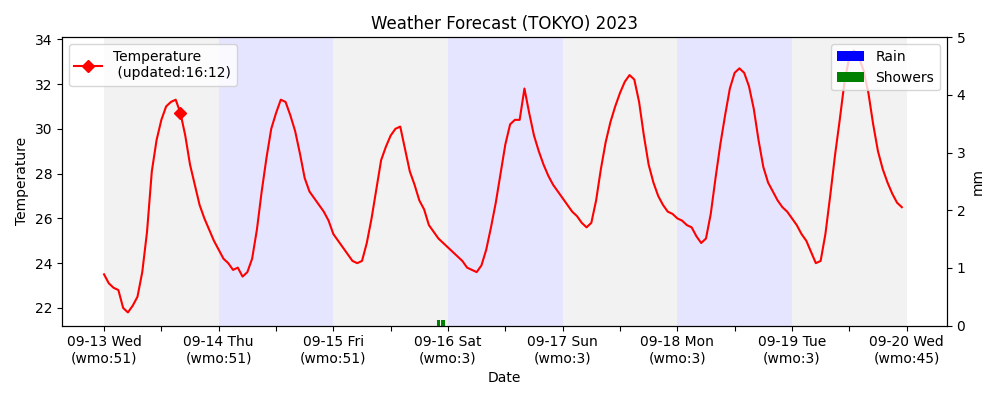 Weather Forecast (TOKYO) 2023
Temperature
(updated:16:12)
Rain
Showers
Temperature
34
32
30
28
26
24
22
5
4
3
2
1
0
mm
09-13 Wed 09-14 Thu 09-15 Fri 09-16 Sat 09-17 Sun 09-18 Mon 09-19 Tue 09-20 Wed
(wmo:51) (wmo:51) (wmo:51) (wmo:3) (wmo:3) (wmo:3) (wmo:3) (wmo:45)
Date